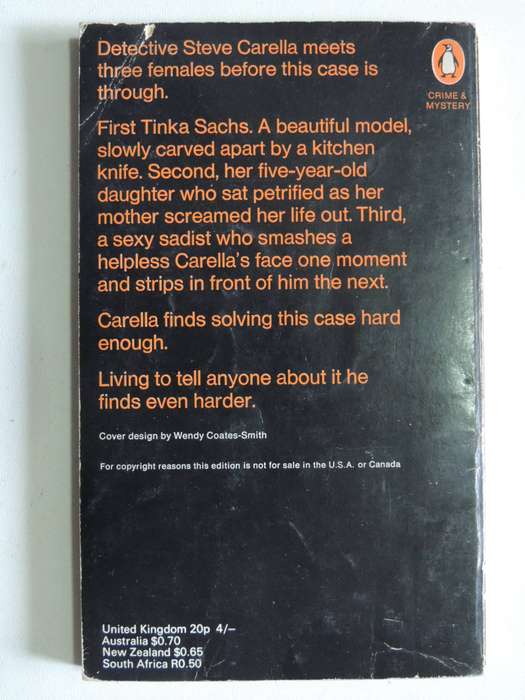 Detective Steve Carella meets
three females before this case is
through.
First Tinka Sachs. A beautiful model,
slowly carved apart by a kitchen
knife. Second, her five-year-old
daughter who sat petrified as her
mother screamed her life out. Third,
a sexy sadist who smashes a
helpless Carella's face one moment
and strips in front of him the next.
Carella finds solving this case hard
enough.
Living to tell anyone about it he
finds even harder.
Cover design by Wendy Coates-Smith
For copyright reasons this edition is not for sale in the U.S.A. or Canada
United Kingdom 20p 4/–
Australia $0.70
New Zealand $0.65
South Africa R0.50
CRIME &
MYSTERY